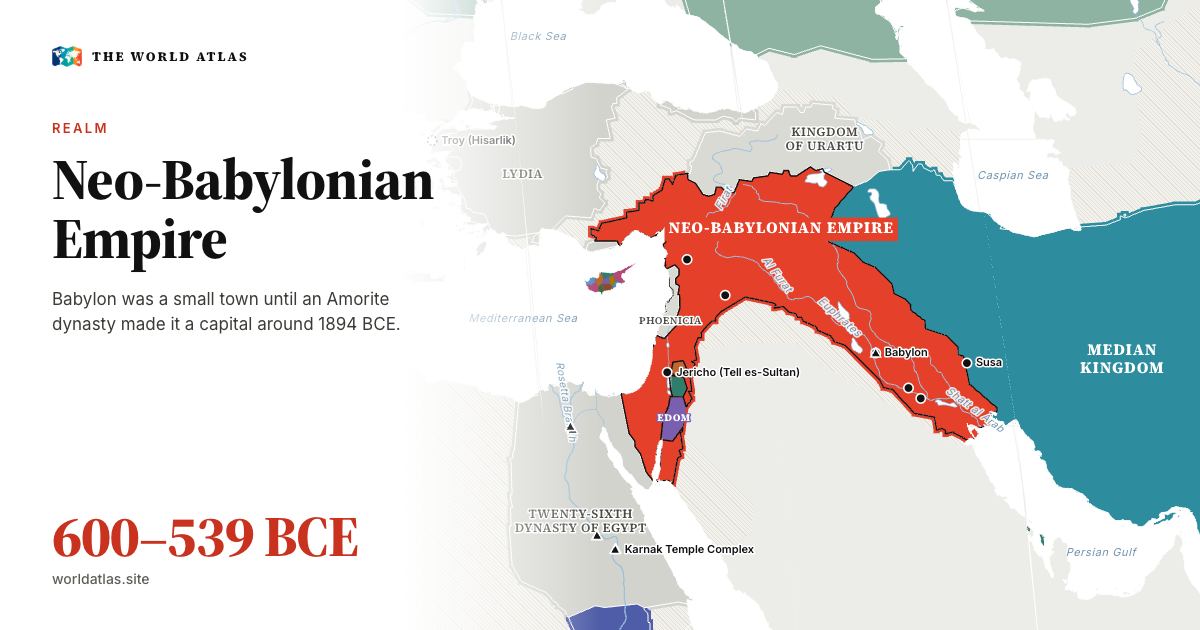 THE WORLD ATLAS
REALM
Neo-Babylonian
Empire
Babylon was a small town until an Amorite
dynasty made it a capital around 1894 BCE.
600–539 BCE
worldatlas.site
Black Sea
Troy (Hisarlik)
LYDIA
KINGDOM
OF URARTU
Caspian Sea
Firat
NEO-BABYLONIAN EMPIRE
Al Furat
Euphrates
Mediterranean Sea
PHOENICIA
Babylon
Susa
MEDIAN
KINGDOM
Jericho (Tell es-Sultan)
Rosetta Branch
EDOM
Shatt al Arab
TWENTY-SIXTH
DYNASTY OF EGYPT
Karnak Temple Complex
Persian Gulf